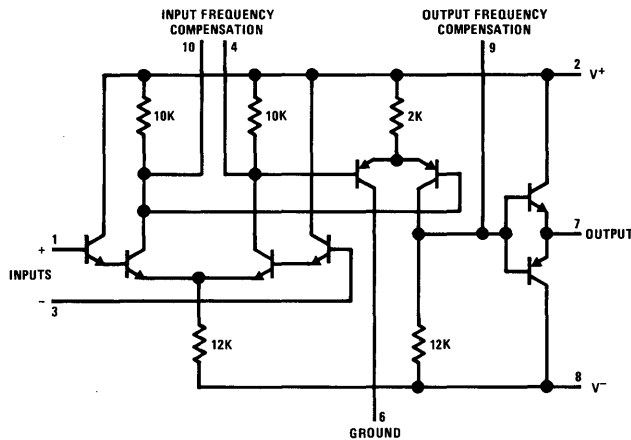 INPUT FREQUENCY
COMPENSATION
10 4
OUTPUT FREQUENCY
COMPENSATION
9
2 V+
10K
10K
2K
1
+
INPUTS
−
3
7 OUTPUT
12K
12K
8 V−
6
GROUND